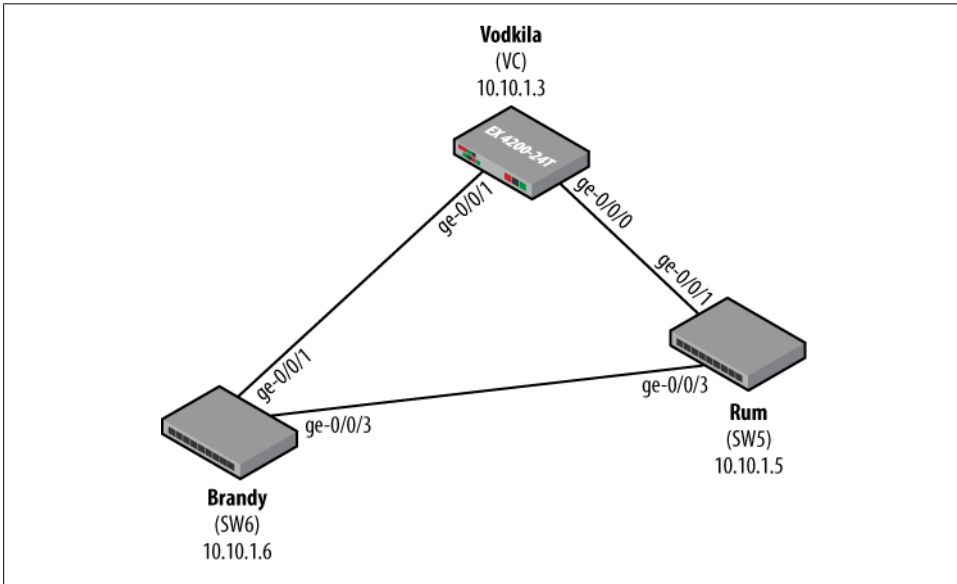 Vodkila
(VC)
10.10.1.3
EX 4200-24T
ge-0/0/1
ge-0/0/0
ge-0/0/1
ge-0/0/1
ge-0/0/3
ge-0/0/3
Rum
(SW5)
10.10.1.5
Brandy
(SW6)
10.10.1.6